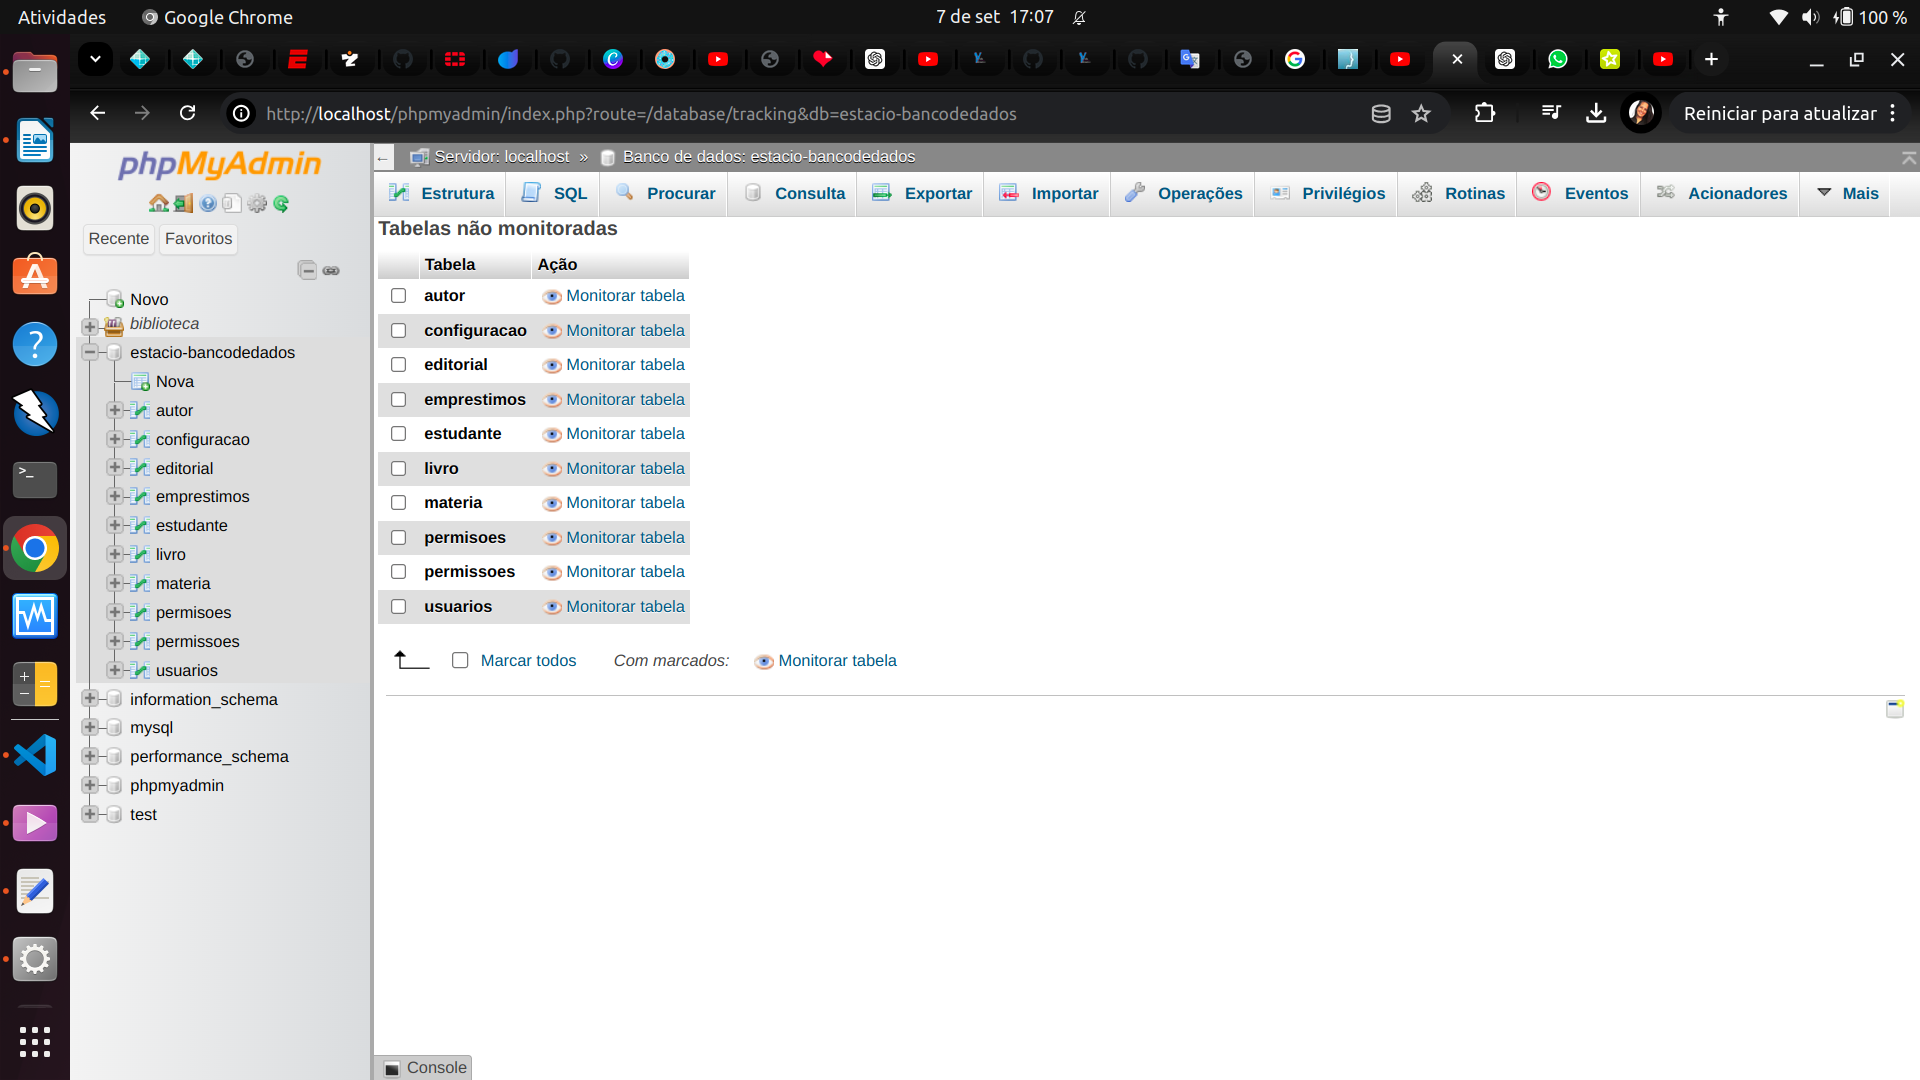 Atividades
Google Chrome
7 de set 17:07
100 %
http://localhost/phpmyadmin/index.php?route=/database/tracking&db=estacio-bancodedados
Reiniciar para atualizar
phpMyAdmin
Recente
Favoritos
Novo
biblioteca
estacio-bancodedados
Nova
autor
configuracao
editorial
emprestimos
estudante
livro
materia
permisoes
permissoes
usuarios
information_schema
mysql
performance_schema
phpmyadmin
test
Servidor: localhost » Banco de dados: estacio-bancodedados
Estrutura SQL Procurar Consulta Exportar Importar Operações Privilégios Rotinas Eventos Acionadores Mais
Tabelas não monitoradas
Tabela Ação
autor Monitorar tabela
configuracao Monitorar tabela
editorial Monitorar tabela
emprestimos Monitorar tabela
estudante Monitorar tabela
livro Monitorar tabela
materia Monitorar tabela
permisoes Monitorar tabela
permissoes Monitorar tabela
usuarios Monitorar tabela
Marcar todos Com marcados: Monitorar tabela
Console